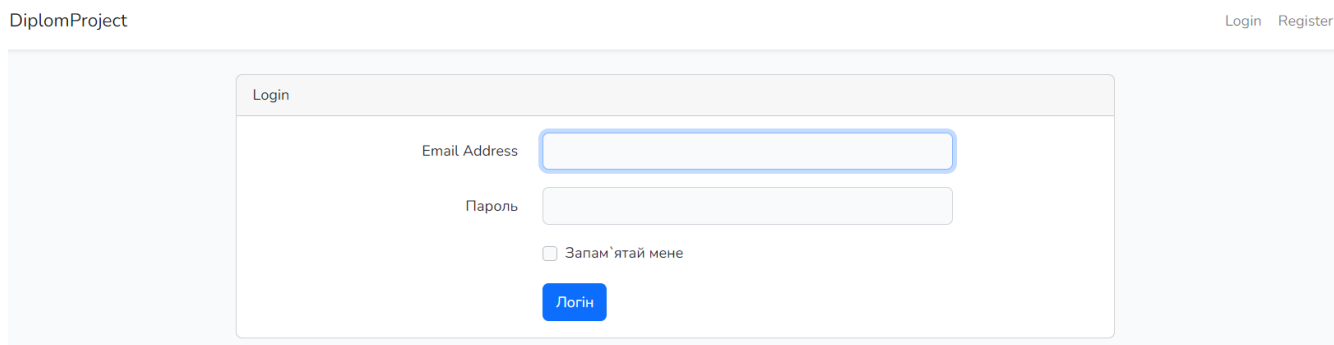 DiplomProject Login Register
Login
Email Address
Пароль
Запам`ятай мене
Логін